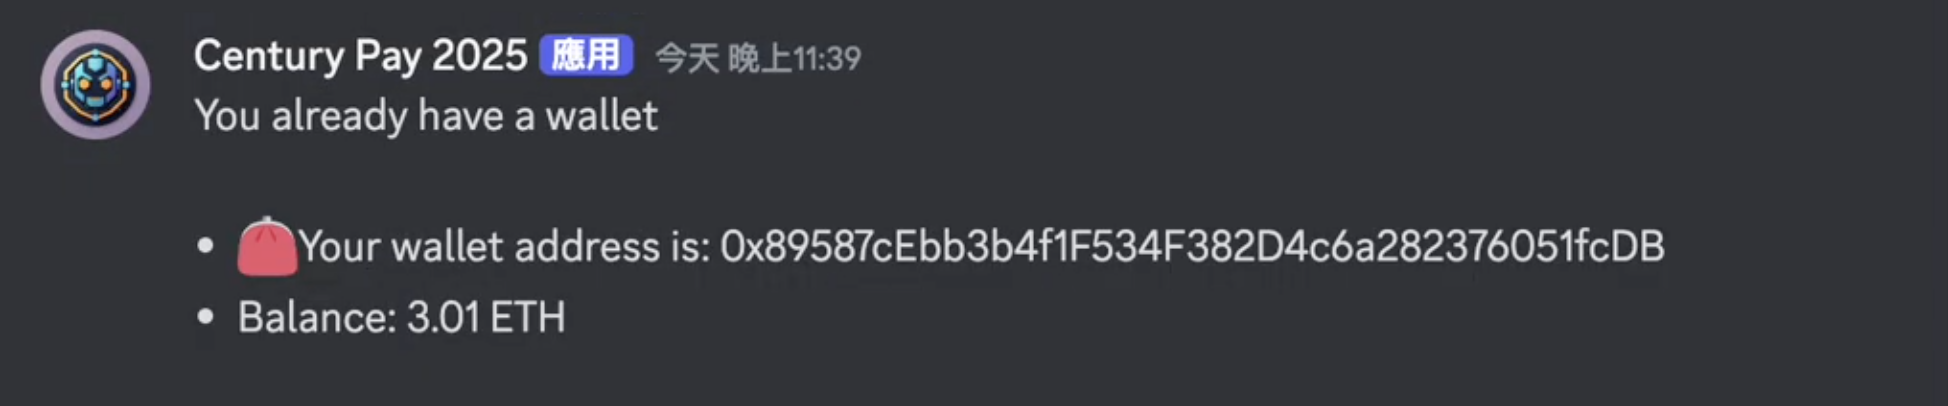 Century Pay 2025 應用 今天 晚上11:39
You already have a wallet
• Your wallet address is: 0x89587cEbb3b4f1F534F382D4c6a282376051fcDB
• Balance: 3.01 ETH